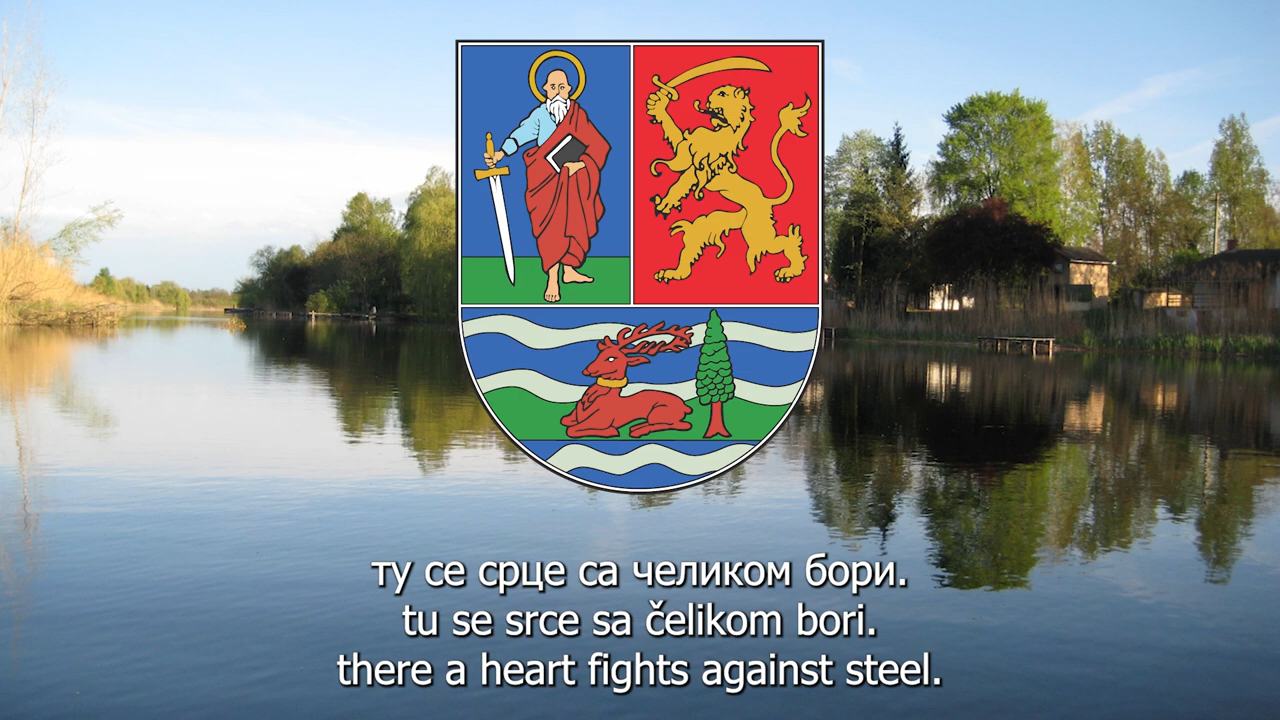 ту се срце са челиком бори.
tu se srce sa čelikom bori.
there a heart fights against steel.